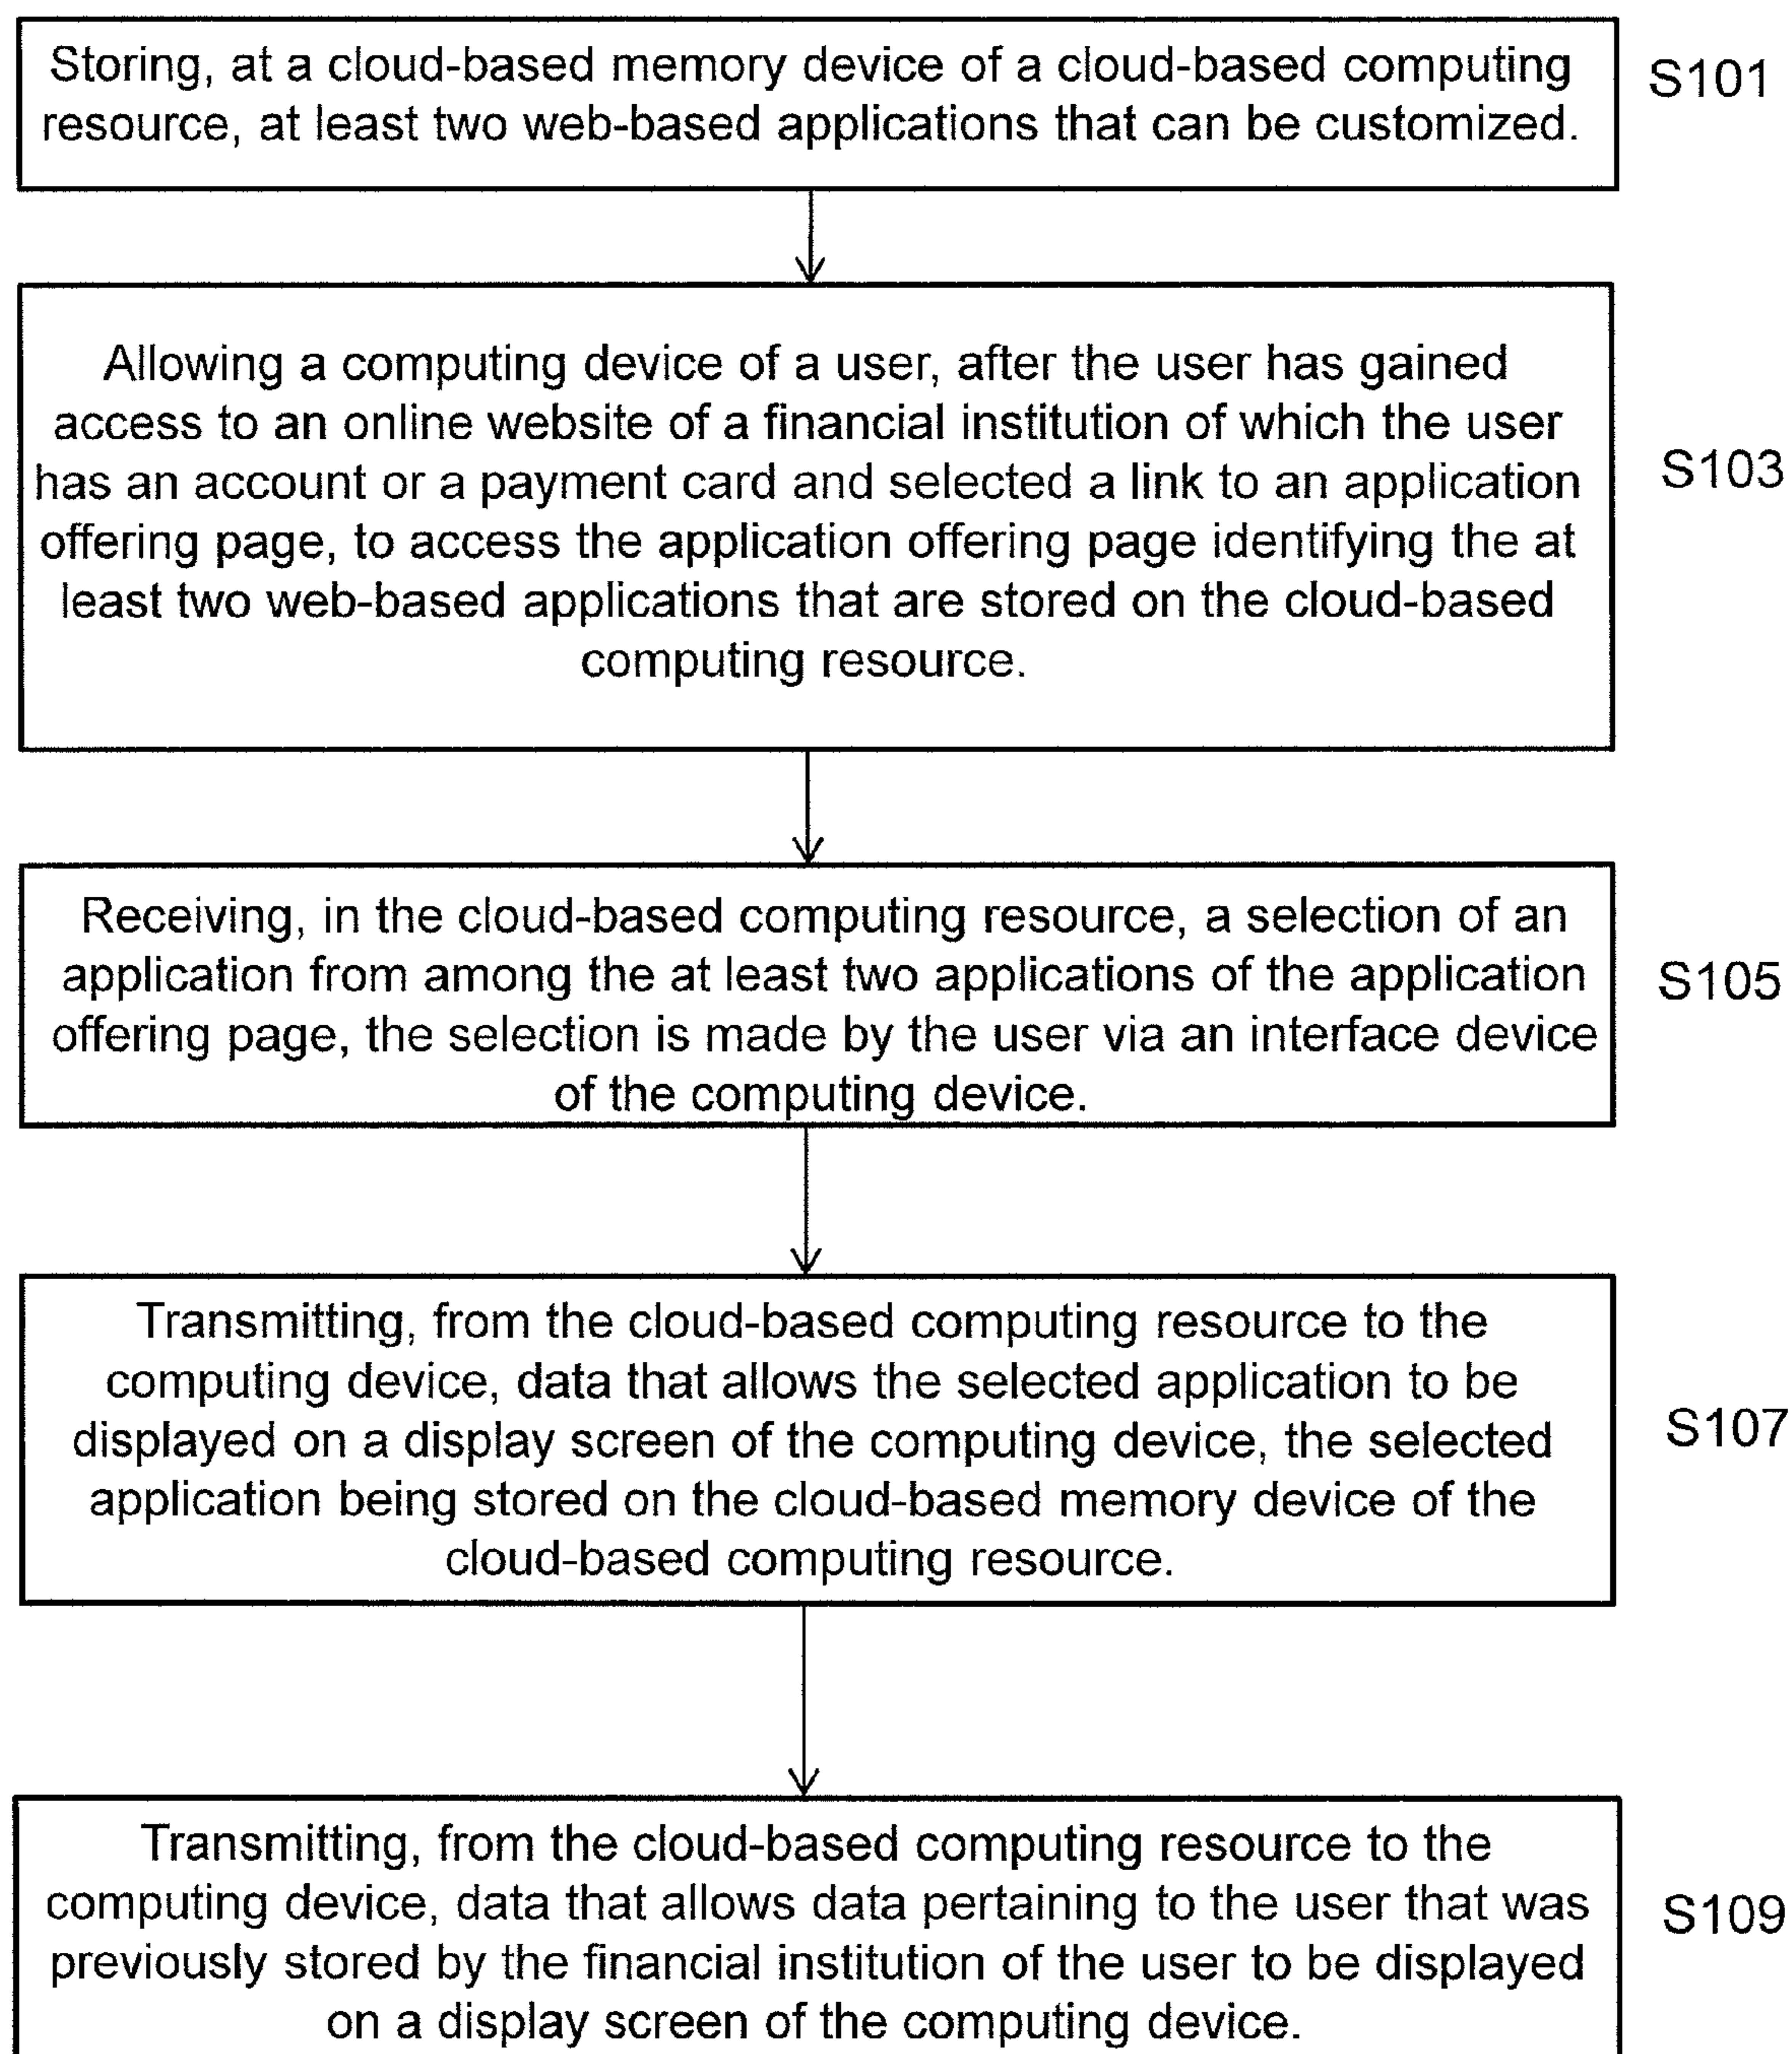 Storing, at a cloud-based memory device of a cloud-based computing
resource, at least two web-based applications that can be customized.
S101
Allowing a computing device of a user, after the user has gained
access to an online website of a financial institution of which the user
has an account or a payment card and selected a link to an application
offering page, to access the application offering page identifying the at
least two web-based applications that are stored on the cloud-based
computing resource.
S103
Receiving, in the cloud-based computing resource, a selection of an
application from among the at least two applications of the application
offering page, the selection is made by the user via an interface device
of the computing device.
S105
Transmitting, from the cloud-based computing resource to the
computing device, data that allows the selected application to be
displayed on a display screen of the computing device, the selected
application being stored on the cloud-based memory device of the
cloud-based computing resource.
S107
Transmitting, from the cloud-based computing resource to the
computing device, data that allows data pertaining to the user that was
previously stored by the financial institution of the user to be displayed
on a display screen of the computing device.
S109